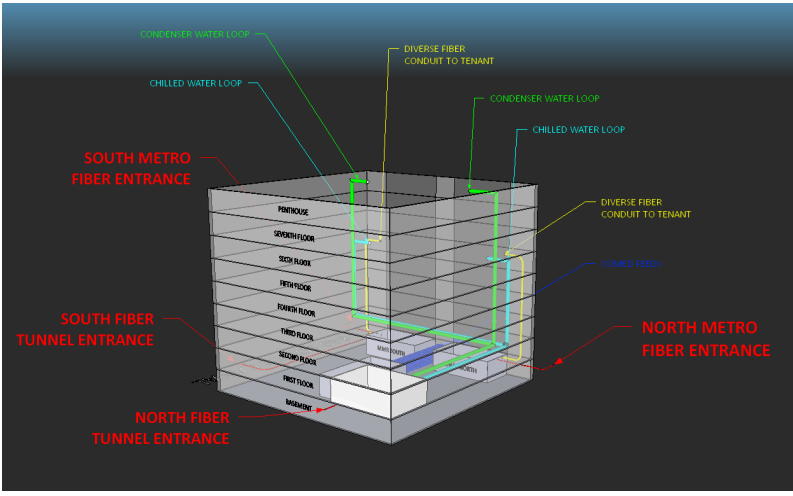 CONDENSER WATER LOOP
DIVERSE FIBER
CONDUIT TO TENANT
CHILLED WATER LOOP
CONDENSER WATER LOOP
CHILLED WATER LOOP
SOUTH METRO
FIBER ENTRANCE
DIVERSE FIBER
CONDUIT TO TENANT
PENTHOUSE
SEVENTH FLOOR
SIXTH FLOOR
FIFTH FLOOR
FOURTH FLOOR
THIRD FLOOR
SECOND FLOOR
FIRST FLOOR
BASEMENT
SOUTH FIBER
TUNNEL ENTRANCE
NORTH METRO
FIBER ENTRANCE
SOUTH
NORTH
NORTH FIBER
TUNNEL ENTRANCE